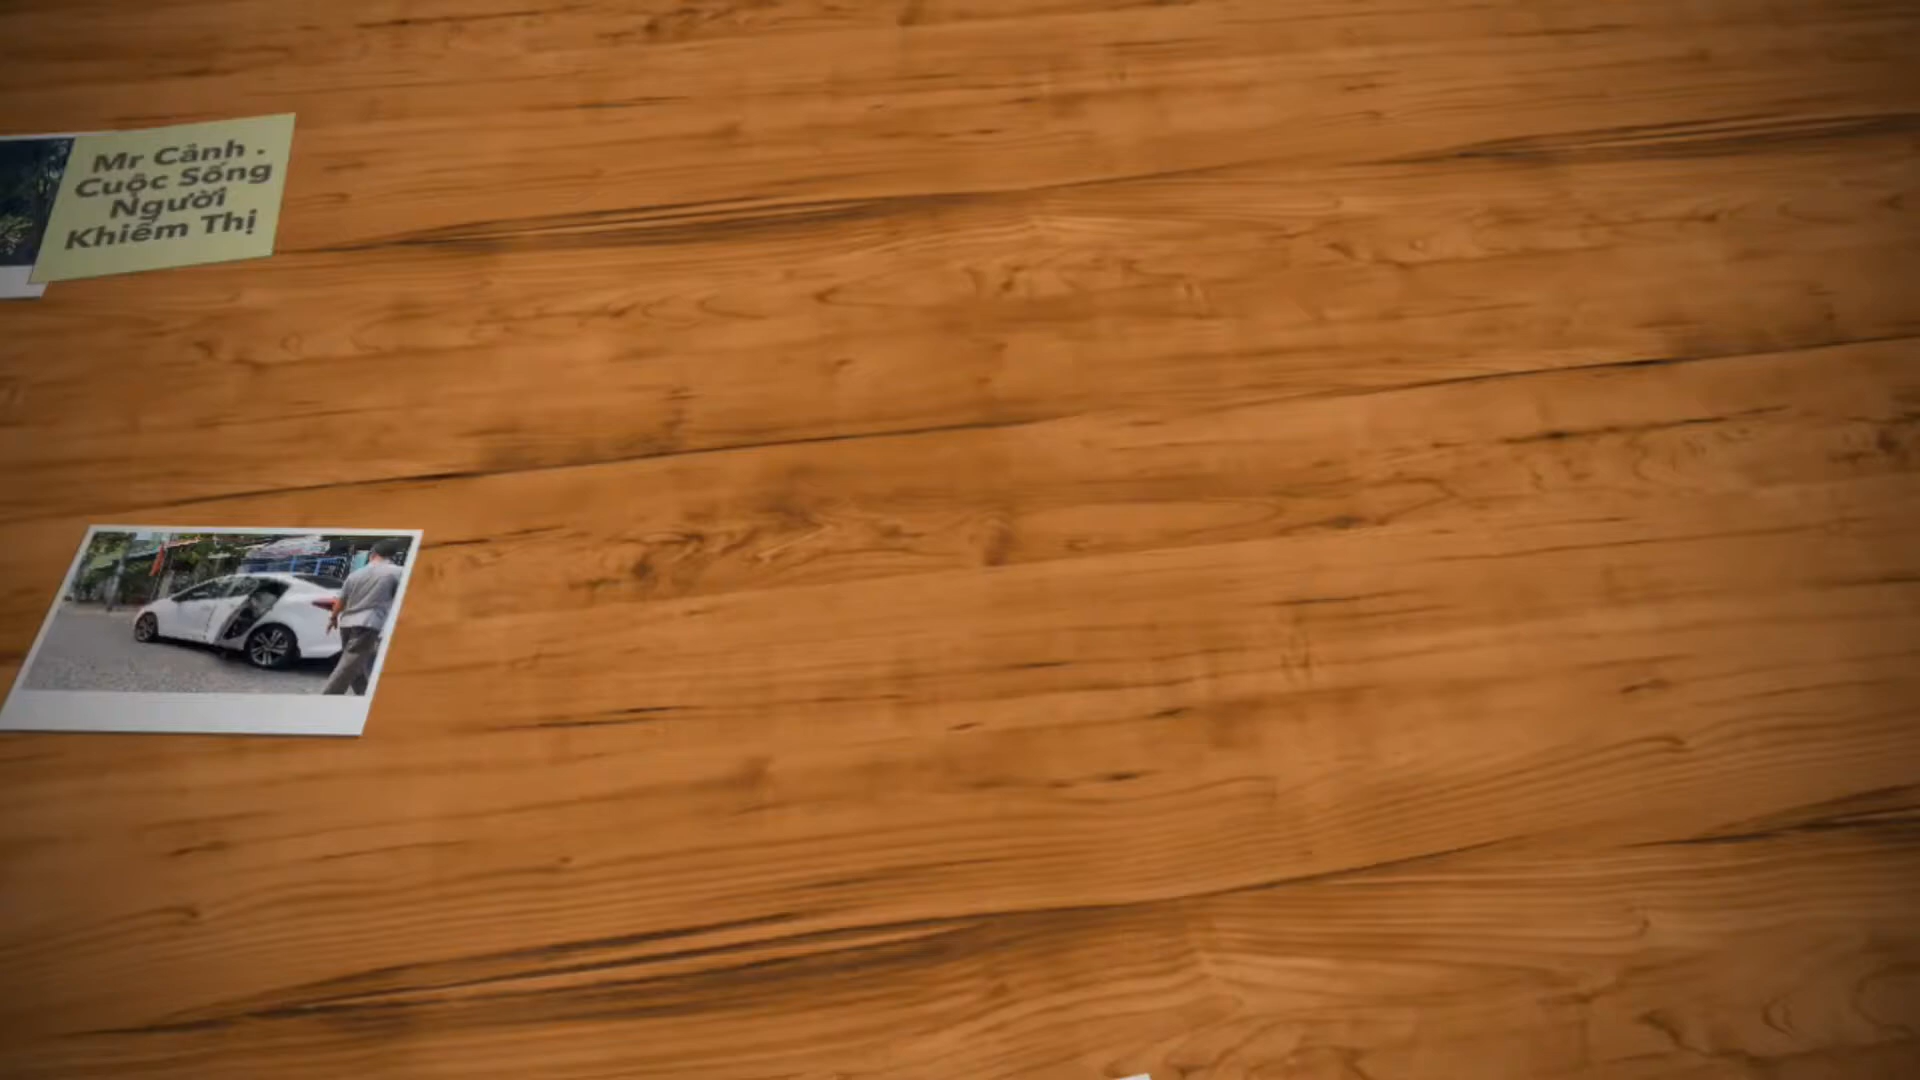 Mr Cảnh .
Cuộc Sống
Người
Khiếm Thị